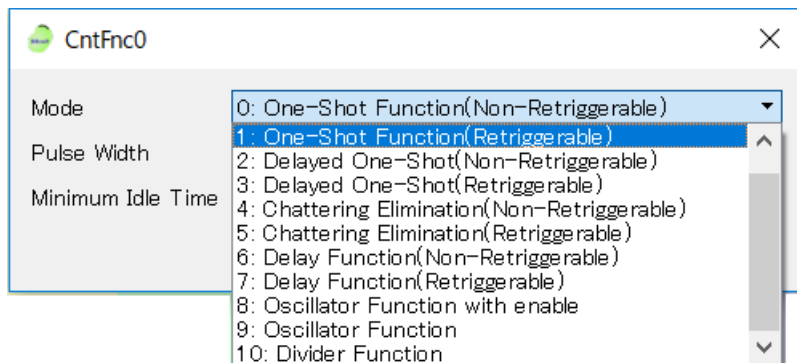 CntFnc0
Mode
0: One-Shot Function(Non-Retriggerable)
1: One-Shot Function(Retriggerable)
Pulse Width
2: Delayed One-Shot(Non-Retriggerable)
3: Delayed One-Shot(Retriggerable)
Minimum Idle Time
4: Chattering Elimination(Non-Retriggerable)
5: Chattering Elimination(Retriggerable)
6: Delay Function(Non-Retriggerable)
7: Delay Function(Retriggerable)
8: Oscillator Function with enable
9: Oscillator Function
10: Divider Function